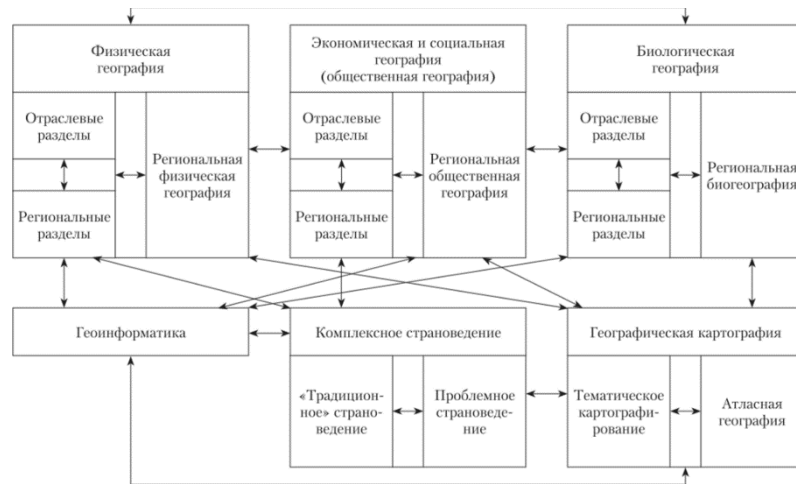 Физическая
география
Экономическая и социальная
география
(общественная география)
Биологическая
география
Отраслевые
разделы
Региональная
физическая
география
Региональные
разделы
Отраслевые
разделы
Региональная
общественная
география
Региональные
разделы
Отраслевые
разделы
Региональная
биогеография
Региональные
разделы
Геоинформатика
Комплексное страноведение
Географическая картография
«Традицион-
ное» страно-
ведение
Проблемное
страноведе-
ние
Тематическое
картографи-
рование
Атласная
география